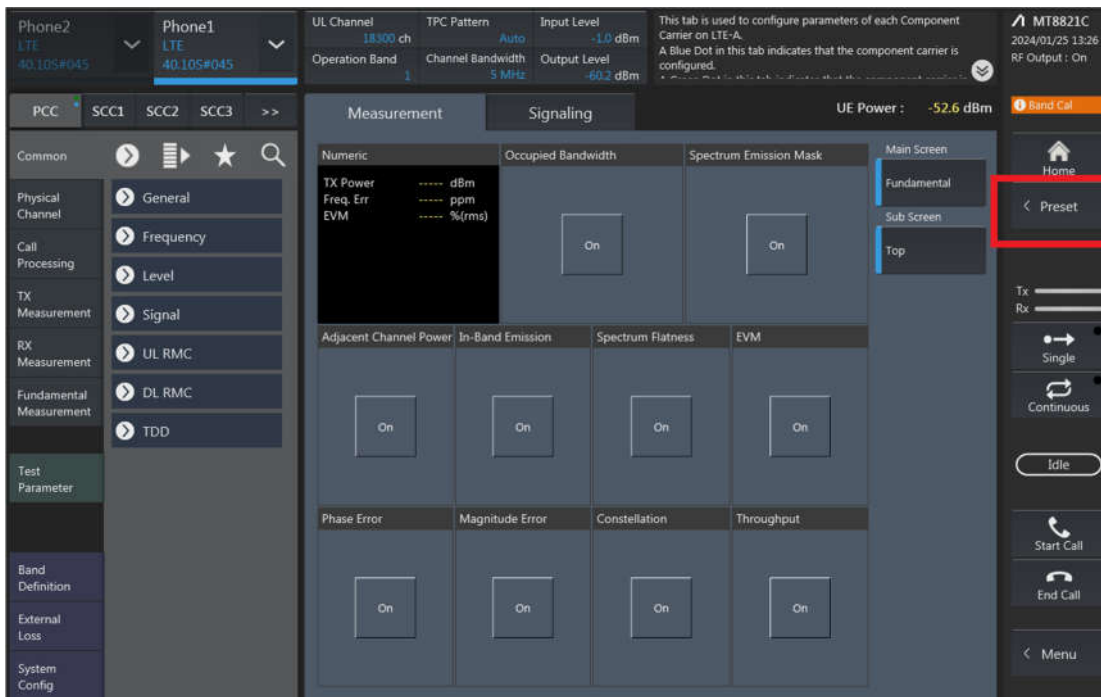 Phone2
LTE
40.10S#045
Phone1
LTE
40.10S#045
UL Channel
18300 ch
TPC Pattern
Auto
Input Level
-1.0 dBm
Operation Band
1
Channel Bandwidth
5 MHz
Output Level
-60.2 dBm
This tab is used to configure parameters of each Component
Carrier on LTE-A.
A Blue Dot in this tab indicates that the component carrier is
configured.
MT8821C
2024/01/25 13:26
RF Output : On
PCC
SCC1
SCC2
SCC3
>>
Measurement
Signaling
UE Power : -52.6 dBm
Band Cal
Common
Physical
Channel
Call
Processing
TX
Measurement
RX
Measurement
Fundamental
Measurement
Test
Parameter
Band
Definition
External
Loss
System
Config
General
Frequency
Level
Signal
UL RMC
DL RMC
TDD
Numeric
TX Power ----- dBm
Freq. Err ----- ppm
EVM ----- %(rms)
Occupied Bandwidth
On
Spectrum Emission Mask
On
Main Screen
Fundamental
Sub Screen
Top
Adjacent Channel Power
On
In-Band Emission
On
Spectrum Flatness
On
EVM
On
Phase Error
On
Magnitude Error
On
Constellation
On
Throughput
On
Home
< Preset
Tx
Rx
Single
Continuous
Idle
Start Call
End Call
< Menu